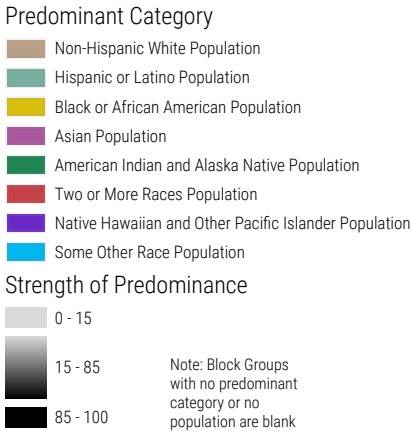 Predominant Category
Non-Hispanic White Population
Hispanic or Latino Population
Black or African American Population
Asian Population
American Indian and Alaska Native Population
Two or More Races Population
Native Hawaiian and Other Pacific Islander Population
Some Other Race Population
Strength of Predominance
0 - 15
15 - 85
85 - 100
Note: Block Groups
with no predominant
category or no
population are blank